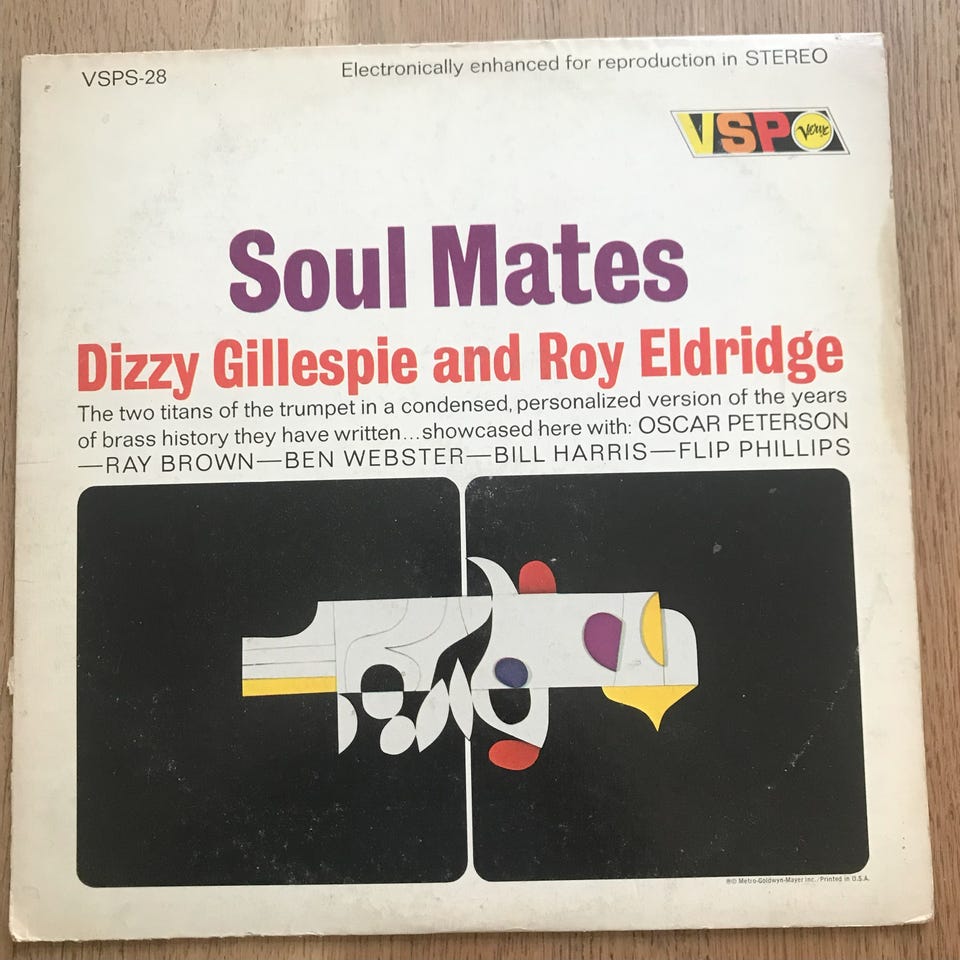 VSPS-28
Electronically enhanced for reproduction in STEREO
VSP Verve
Soul Mates
Dizzy Gillespie and Roy Eldridge
The two titans of the trumpet in a condensed, personalized version of the years
of brass history they have written...showcased here with: OSCAR PETERSON
—RAY BROWN—BEN WEBSTER—BILL HARRIS—FLIP PHILLIPS
Metro-Goldwyn-Mayer Inc./Printed in U.S.A.